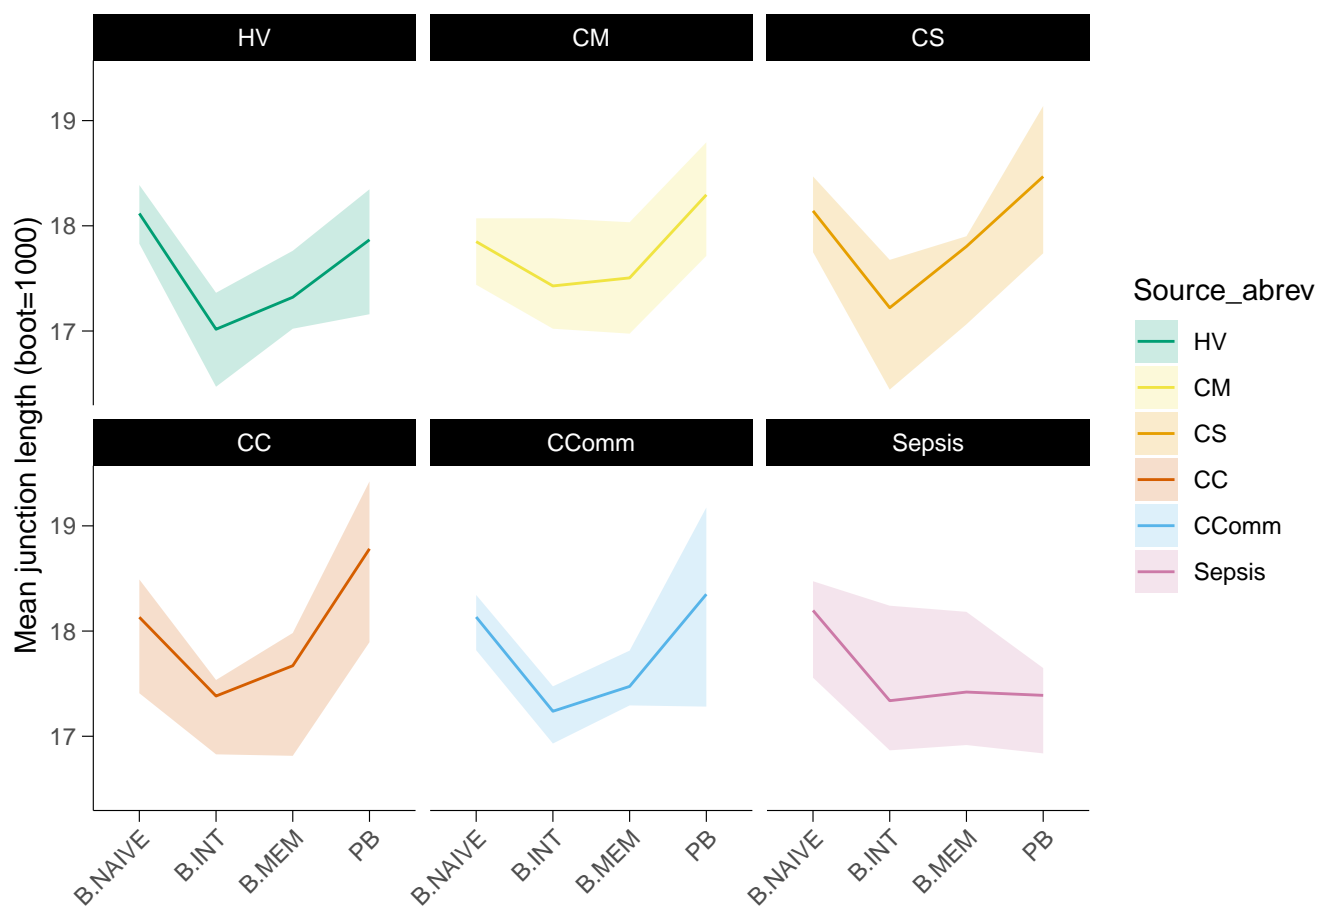 HV
CM
CS
19
18
17
Mean junction length (boot=1000)
CC
CComm
Sepsis
19
18
17
B.NAIVE
B.INT
B.MEM
PB
B.NAIVE
B.INT
B.MEM
PB
B.NAIVE
B.INT
B.MEM
PB
Source_abrev
HV
CM
CS
CC
CComm
Sepsis